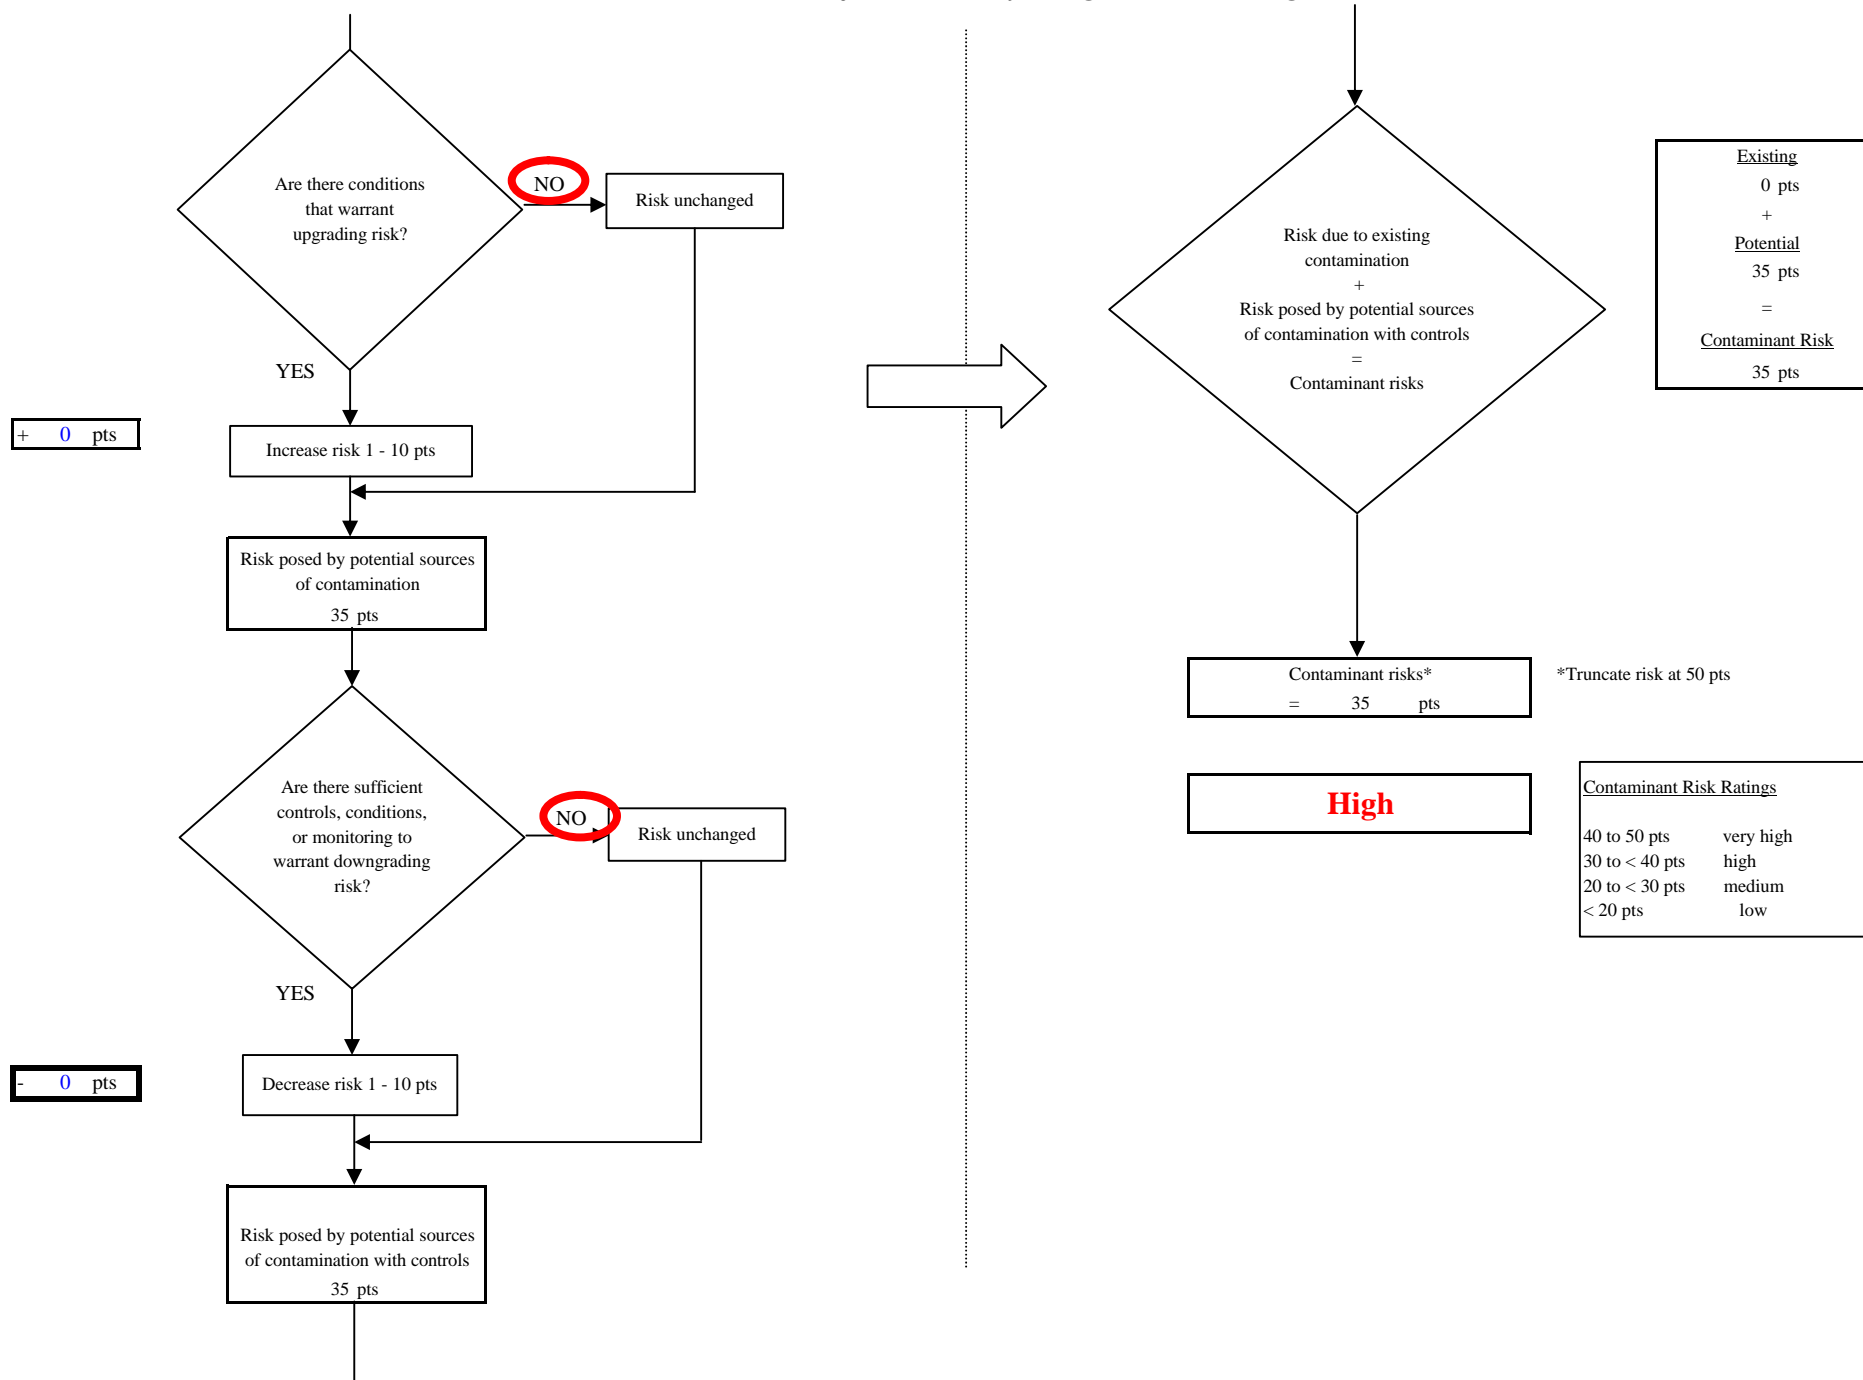 Are there conditions
that warrant
upgrading risk?
NO
Risk unchanged
YES
+ 0 pts
Increase risk 1 - 10 pts
Risk posed by potential sources
of contamination
35 pts
Are there sufficient
controls, conditions,
or monitoring to
warrant downgrading
risk?
NO
Risk unchanged
YES
- 0 pts
Decrease risk 1 - 10 pts
Risk posed by potential sources
of contamination with controls
35 pts
Risk due to existing
contamination
+
Risk posed by potential sources
of contamination with controls
=
Contaminant risks
Existing
0 pts
+
Potential
35 pts
=
Contaminant Risk
35 pts
Contaminant risks*
= 35 pts
*Truncate risk at 50 pts
High
Contaminant Risk Ratings
40 to 50 pts very high
30 to < 40 pts high
20 to < 30 pts medium
< 20 pts low